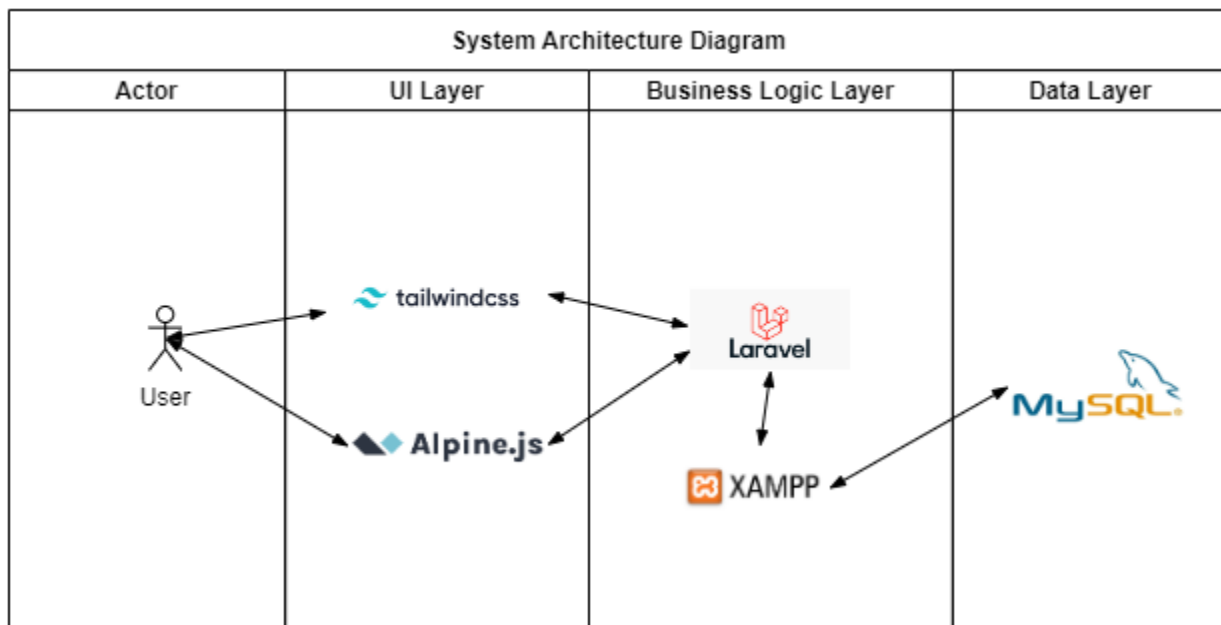 System Architecture Diagram
Actor
UI Layer
Business Logic Layer
Data Layer
tailwindcss
Laravel
User
MySQL®
Alpine.js
XAMPP